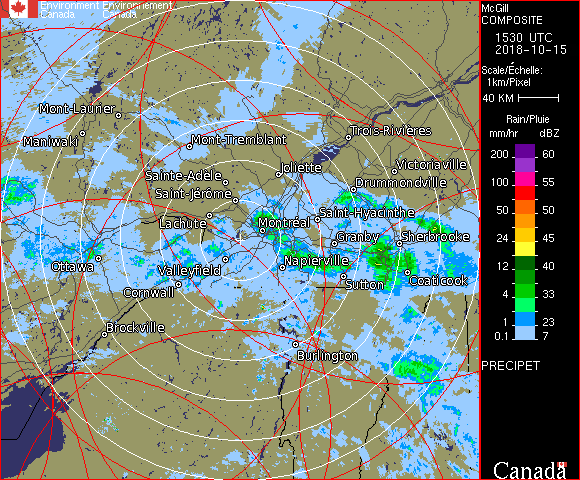 Environment Environnement
Canada Canada
McGill
COMPOSITE
1530 UTC
2018-10-15
Scale/Échelle:
1km/Pixel
40 KM
Rain/Pluie
mm/hr dBZ
200 60
100 55
50 50
24 45
12 40
4 33
1 23
0.1 7
PRECIPET
Mont-Laurier
Maniwaki
Mont-Tremblant
Trois-Rivières
Joliette
Victoriaville
Sainte-Adèle
Drummondville
Saint-Jérôme
Saint-Hyacinthe
Lachute
Montréal
Granby
Sherbrooke
Ottawa
Valleyfield
Napierville
Sutton
Coaticook
Cornwall
Brockville
Burlington
Canada